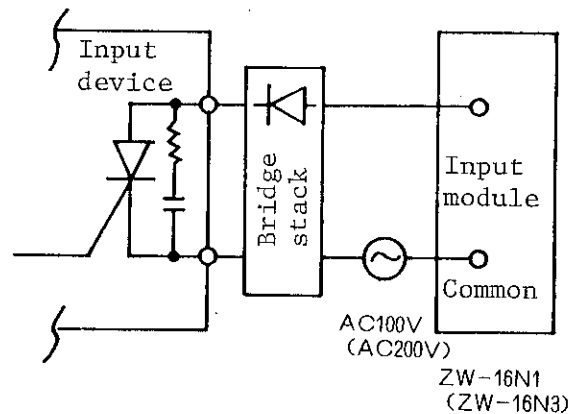 Input
device
Bridge
stack
Input
module
Common
AC100V
(AC200V)
ZW-16N1
(ZW-16N3)